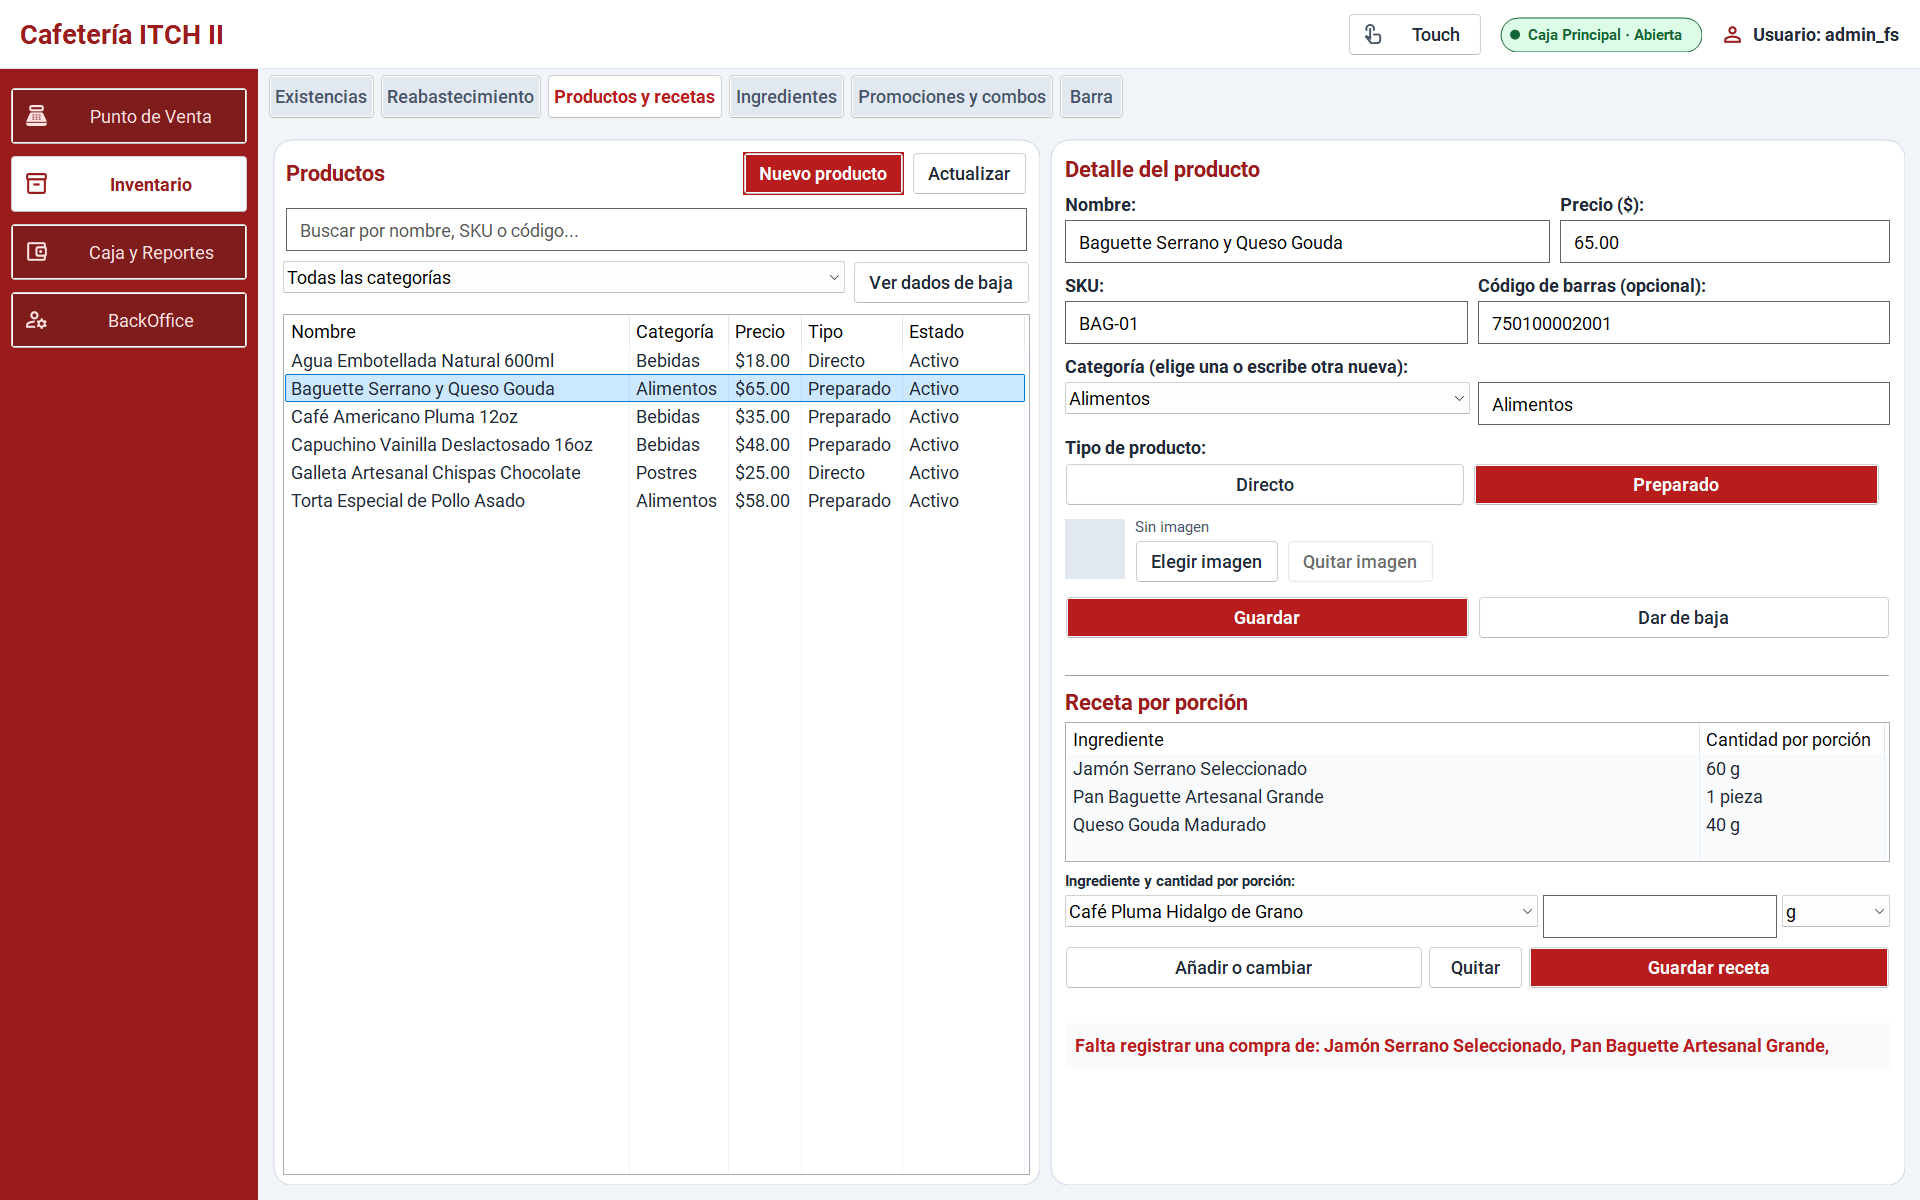 Cafetería ITCH II
Touch
Caja Principal · Abierta
Usuario: admin_fs
Punto de Venta
Inventario
Caja y Reportes
BackOffice
Existencias
Reabastecimiento
Productos y recetas
Ingredientes
Promociones y combos
Barra
Productos
Nuevo producto
Actualizar
Buscar por nombre, SKU o código...
Todas las categorías
Ver dados de baja
Nombre Categoría Precio Tipo Estado
Agua Embotellada Natural 600ml Bebidas $18.00 Directo Activo
Baguette Serrano y Queso Gouda Alimentos $65.00 Preparado Activo
Café Americano Pluma 12oz Bebidas $35.00 Preparado Activo
Capuchino Vainilla Deslactosado 16oz Bebidas $48.00 Preparado Activo
Galleta Artesanal Chispas Chocolate Postres $25.00 Directo Activo
Torta Especial de Pollo Asado Alimentos $58.00 Preparado Activo
Detalle del producto
Nombre: Precio ($):
Baguette Serrano y Queso Gouda 65.00
SKU: Código de barras (opcional):
BAG-01 750100002001
Categoría (elige una o escribe otra nueva):
Alimentos Alimentos
Tipo de producto:
Directo Preparado
Sin imagen
Elegir imagen Quitar imagen
Guardar Dar de baja
Receta por porción
Ingrediente Cantidad por porción
Jamón Serrano Seleccionado 60 g
Pan Baguette Artesanal Grande 1 pieza
Queso Gouda Madurado 40 g
Ingrediente y cantidad por porción:
Café Pluma Hidalgo de Grano g
Añadir o cambiar Quitar Guardar receta
Falta registrar una compra de: Jamón Serrano Seleccionado, Pan Baguette Artesanal Grande,